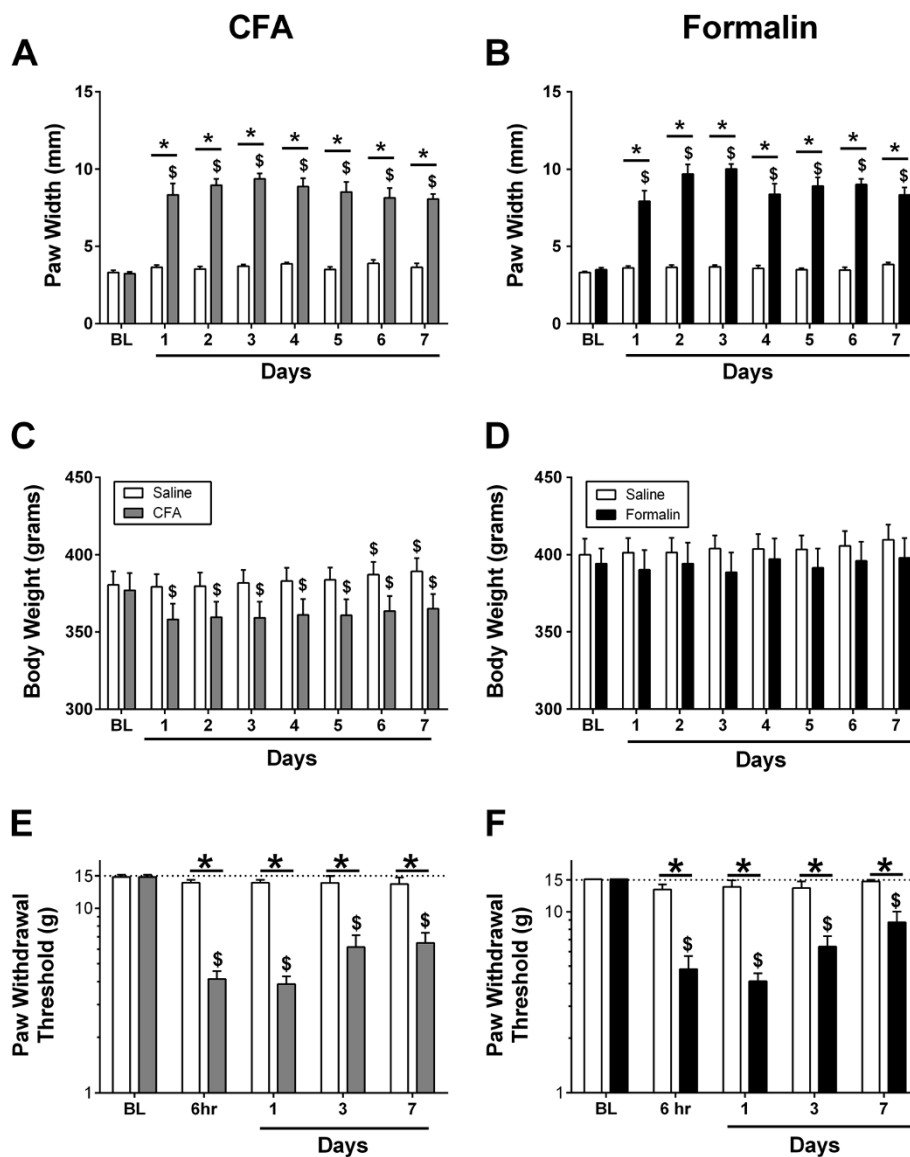 CFA
Formalin
A
Paw Width (mm)
15
10
5
0
* * * * * * *
$ $ $ $ $ $ $
BL 1 2 3 4 5 6 7
Days
B
Paw Width (mm)
15
10
5
0
* * * * * * *
$ $ $ $ $ $ $
BL 1 2 3 4 5 6 7
Days
C
Body Weight (grams)
450
400
350
300
Saline
CFA
$ $
$ $ $ $ $ $ $
BL 1 2 3 4 5 6 7
Days
D
Body Weight (grams)
450
400
350
300
Saline
Formalin
BL 1 2 3 4 5 6 7
Days
E
Paw Withdrawal
Threshold (g)
15
10
1
* * * *
$ $ $ $
BL 6hr 1 3 7
Days
F
Paw Withdrawal
Threshold (g)
15
10
1
* * * *
$ $ $ $
BL 6 hr 1 3 7
Days